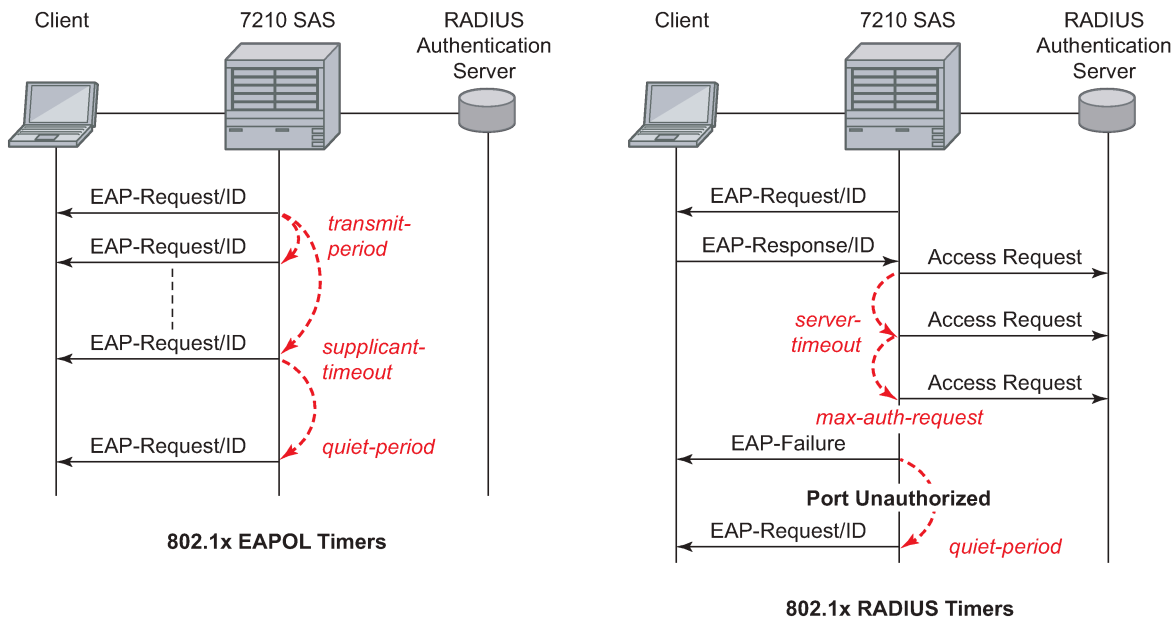 Client
7210 SAS
RADIUS
Authentication
Server
EAP-Request/ID
transmit-
period
EAP-Request/ID
EAP-Request/ID
supplicant-
timeout
EAP-Request/ID
quiet-period
802.1x EAPOL Timers
Client
7210 SAS
RADIUS
Authentication
Server
EAP-Request/ID
EAP-Response/ID
Access Request
server-
timeout
Access Request
Access Request
max-auth-request
EAP-Failure
Port Unauthorized
EAP-Request/ID
quiet-period
802.1x RADIUS Timers